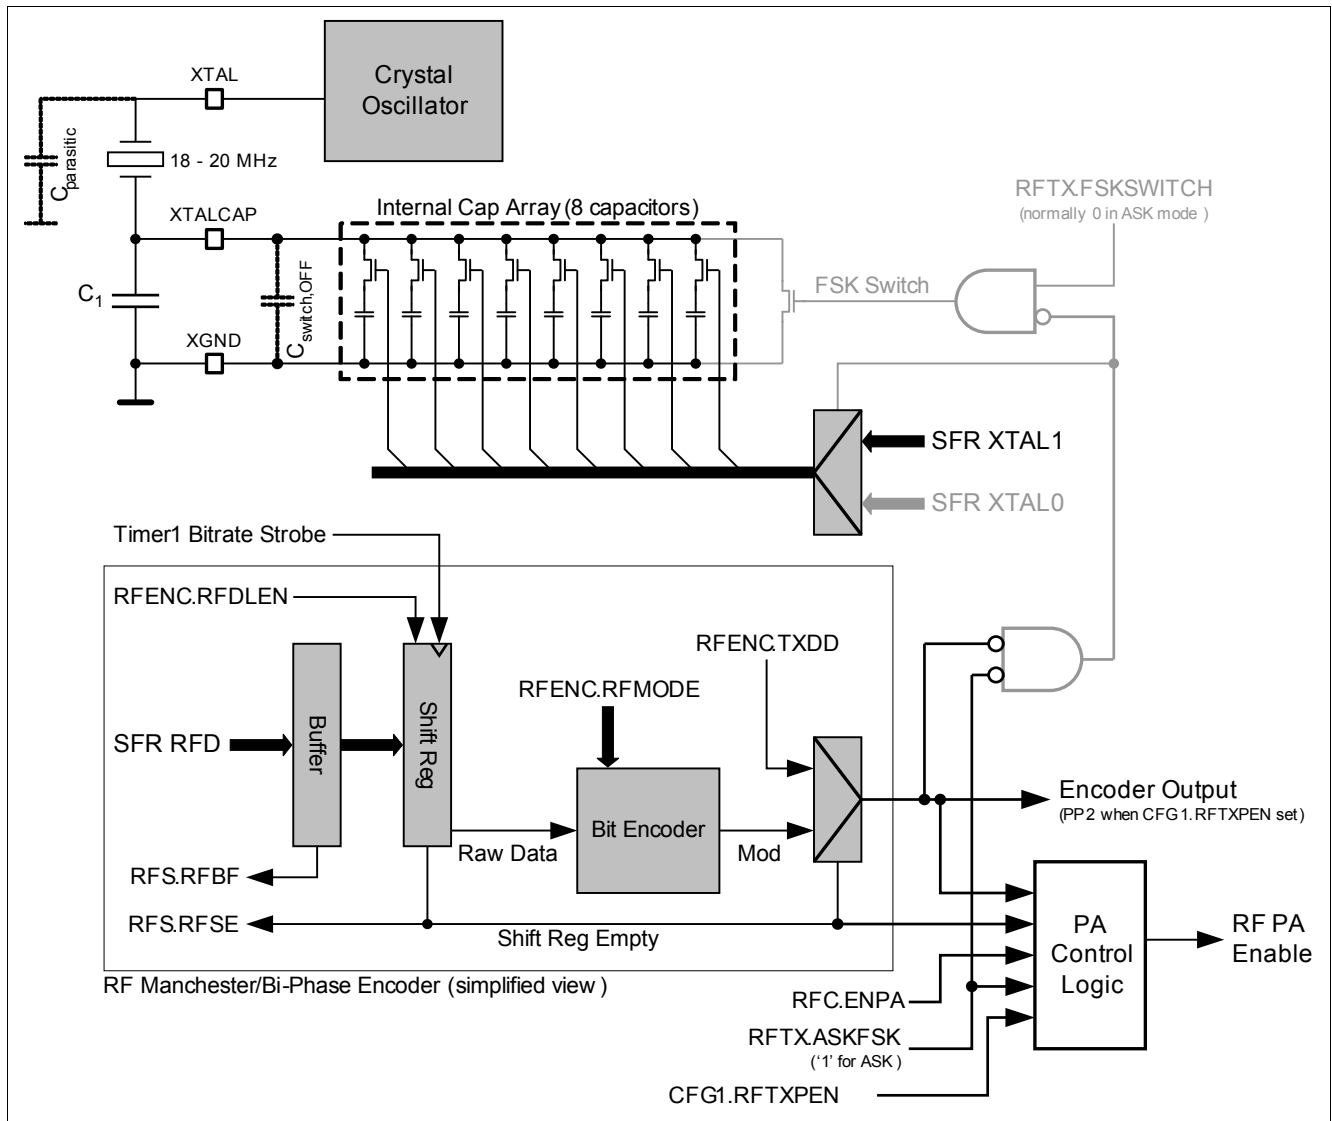 XTAL
Crystal
Oscillator
Cparasitic
18 - 20 MHz
RFTX.FSKSWITCH
(normally 0 in ASK mode)
XTALCAP
Internal Cap Array (8 capacitors)
C1
Cswitch,OFF
FSK Switch
XGND
SFR XTAL1
SFR XTAL0
Timer1 Bitrate Strobe
RFENC.RFDLEN
RFENC.TXDD
RFENC.RFMODE
SFR RFD
Buffer
Shift Reg
Bit Encoder
Encoder Output
(PP2 when CFG1.RFTXPEN set)
Raw Data
Mod
RFS.RFBF
RFS.RFSE
Shift Reg Empty
PA
Control
Logic
RF PA
Enable
RF Manchester/Bi-Phase Encoder (simplified view)
RFC.ENPA
RFTX.ASKFSK
('1' for ASK)
CFG1.RFTXPEN